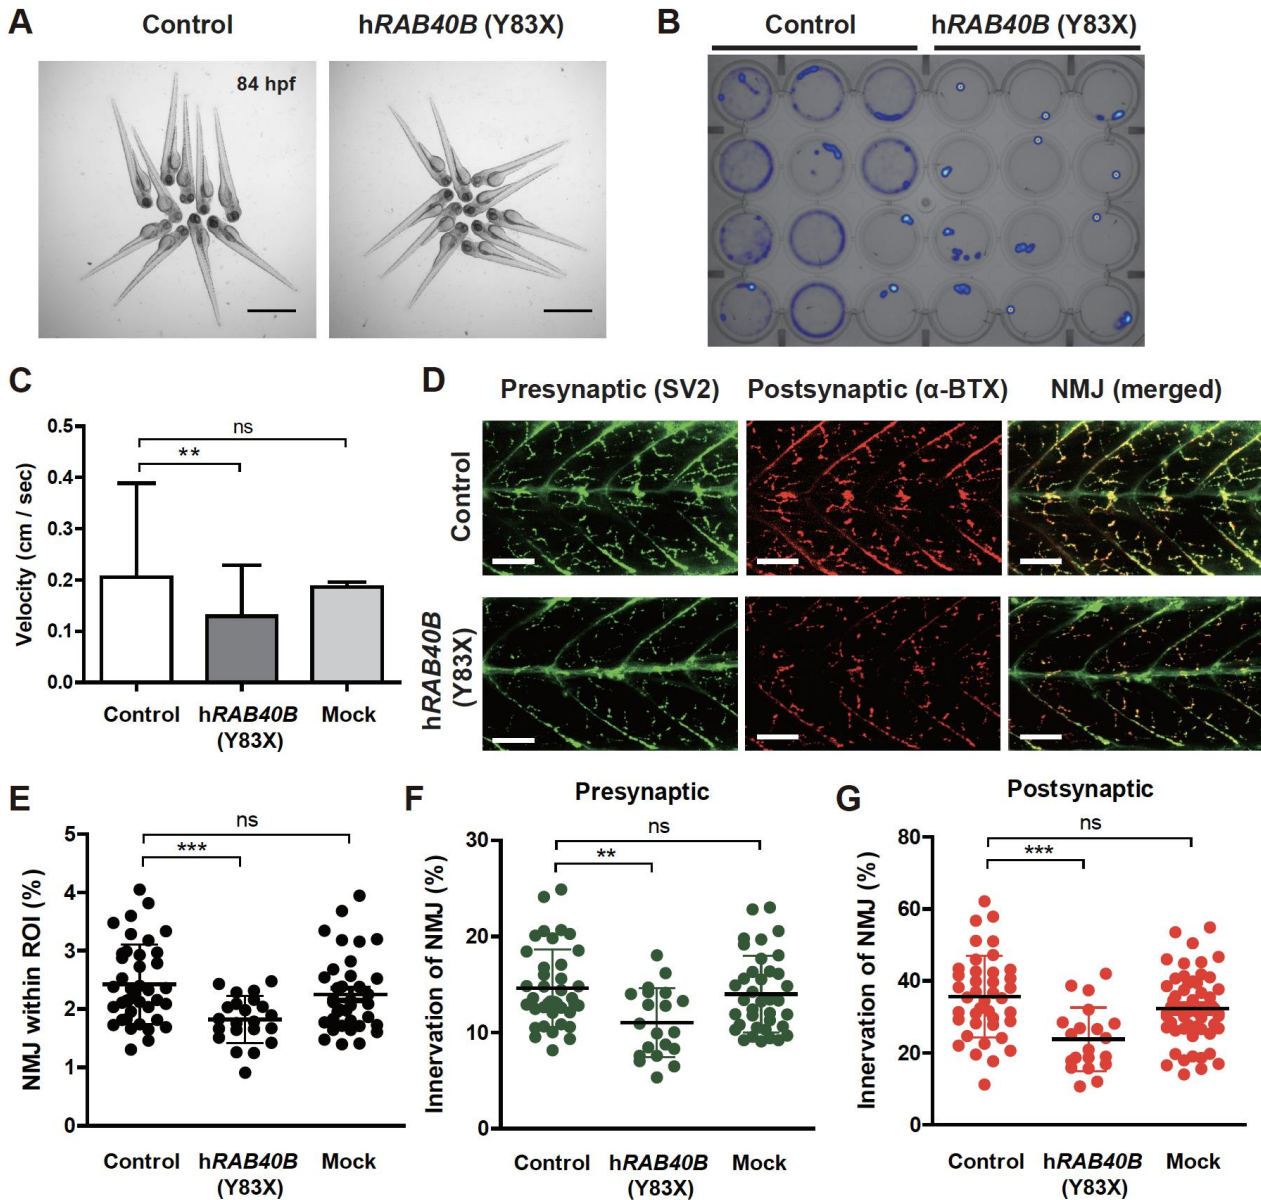 A
Control
hRAB40B (Y83X)
84 hpf
B
Control
hRAB40B (Y83X)
C
Velocity (cm / sec)
0.5
0.4
0.3
0.2
0.1
0.0
ns
**
Control
hRAB40B
(Y83X)
Mock
D
Presynaptic (SV2)
Postsynaptic (α-BTX)
NMJ (merged)
Control
hRAB40B
(Y83X)
E
NMJ within ROI (%)
5
4
3
2
1
0
ns
***
Control
hRAB40B
(Y83X)
Mock
F
Presynaptic
Innervation of NMJ (%)
30
20
10
0
ns
**
Control
hRAB40B
(Y83X)
Mock
G
Postsynaptic
Innervation of NMJ (%)
80
60
40
20
0
ns
***
Control
hRAB40B
(Y83X)
Mock